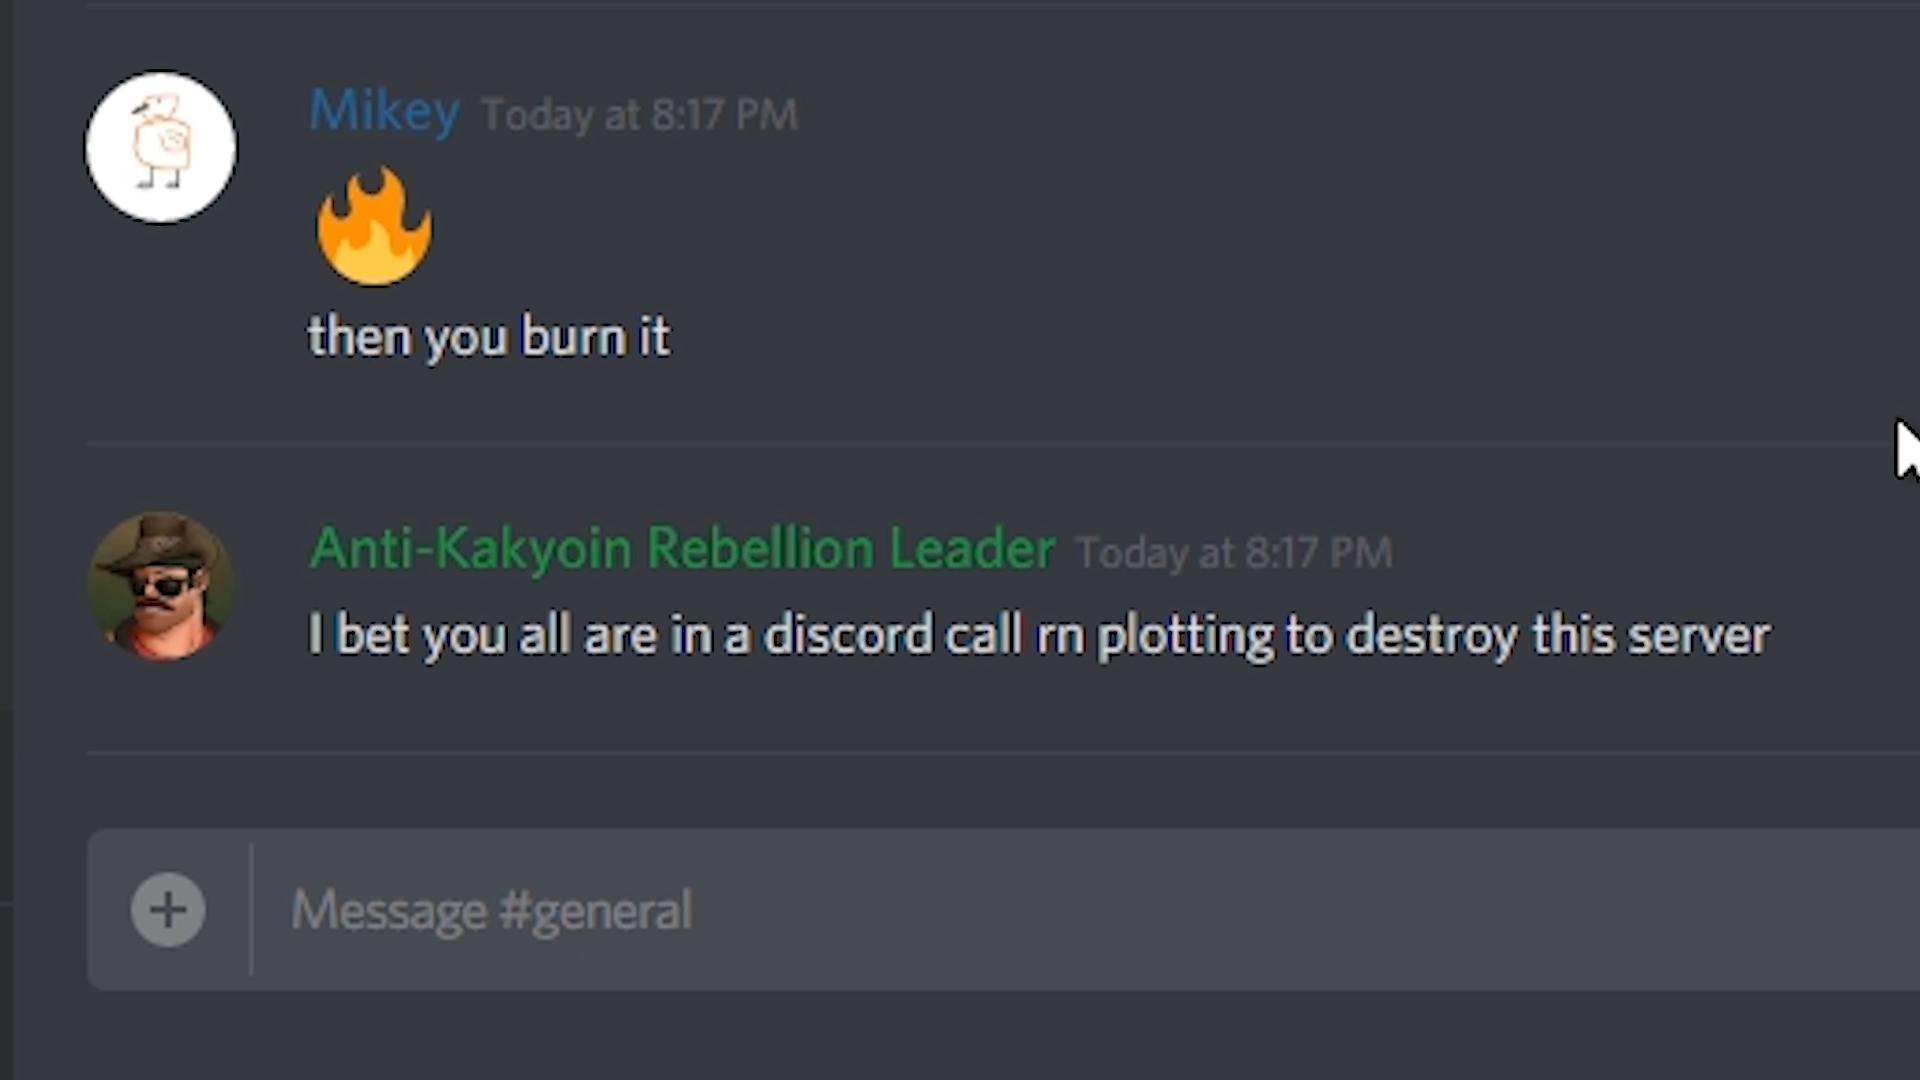 Mikey Today at 8:17 PM
🔥
then you burn it
Anti-Kakyoin Rebellion Leader Today at 8:17 PM
I bet you all are in a discord call rn plotting to destroy this server
Message #general